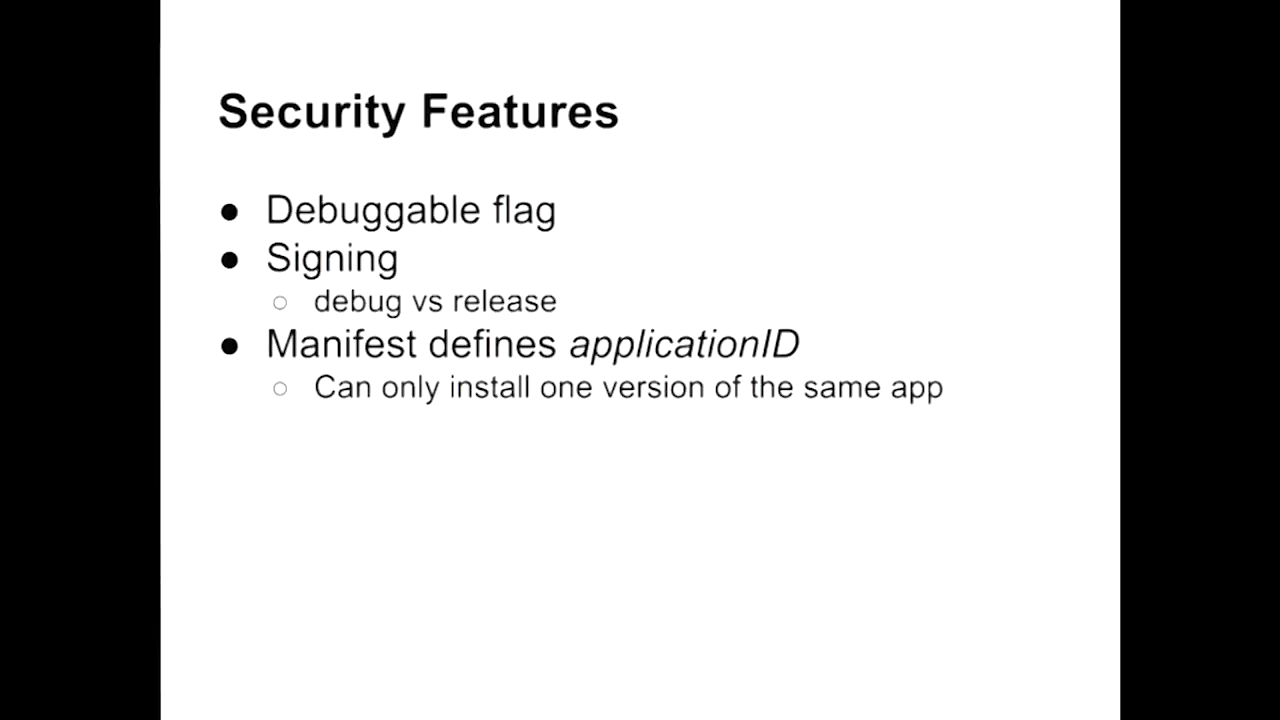 Security Features
● Debuggable flag
● Signing
○ debug vs release
● Manifest defines applicationID
○ Can only install one version of the same app